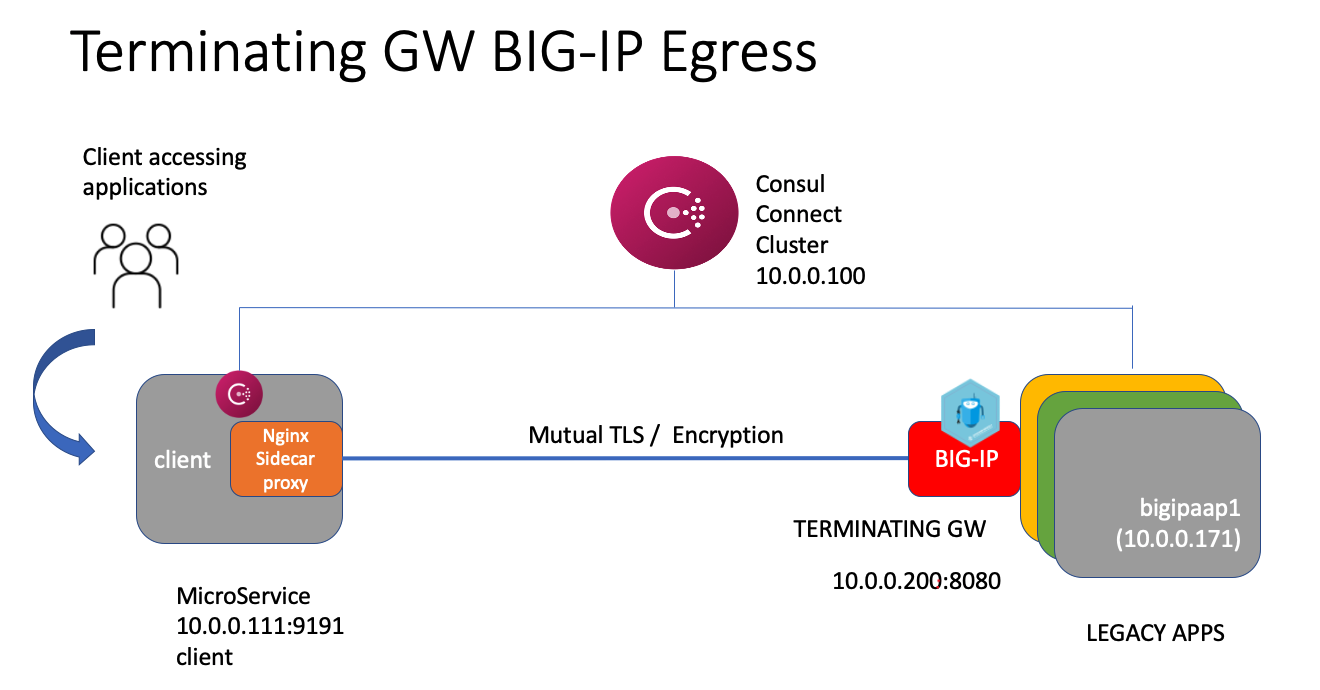 Terminating GW BIG-IP Egress
Client accessing
applications
Consul
Connect
Cluster
10.0.0.100
client
Nginx
Sidecar
proxy
Mutual TLS /  Encryption
BIG-IP
bigipaap1
(10.0.0.171)
TERMINATING GW
10.0.0.200:8080
MicroService
10.0.0.111:9191
client
LEGACY APPS